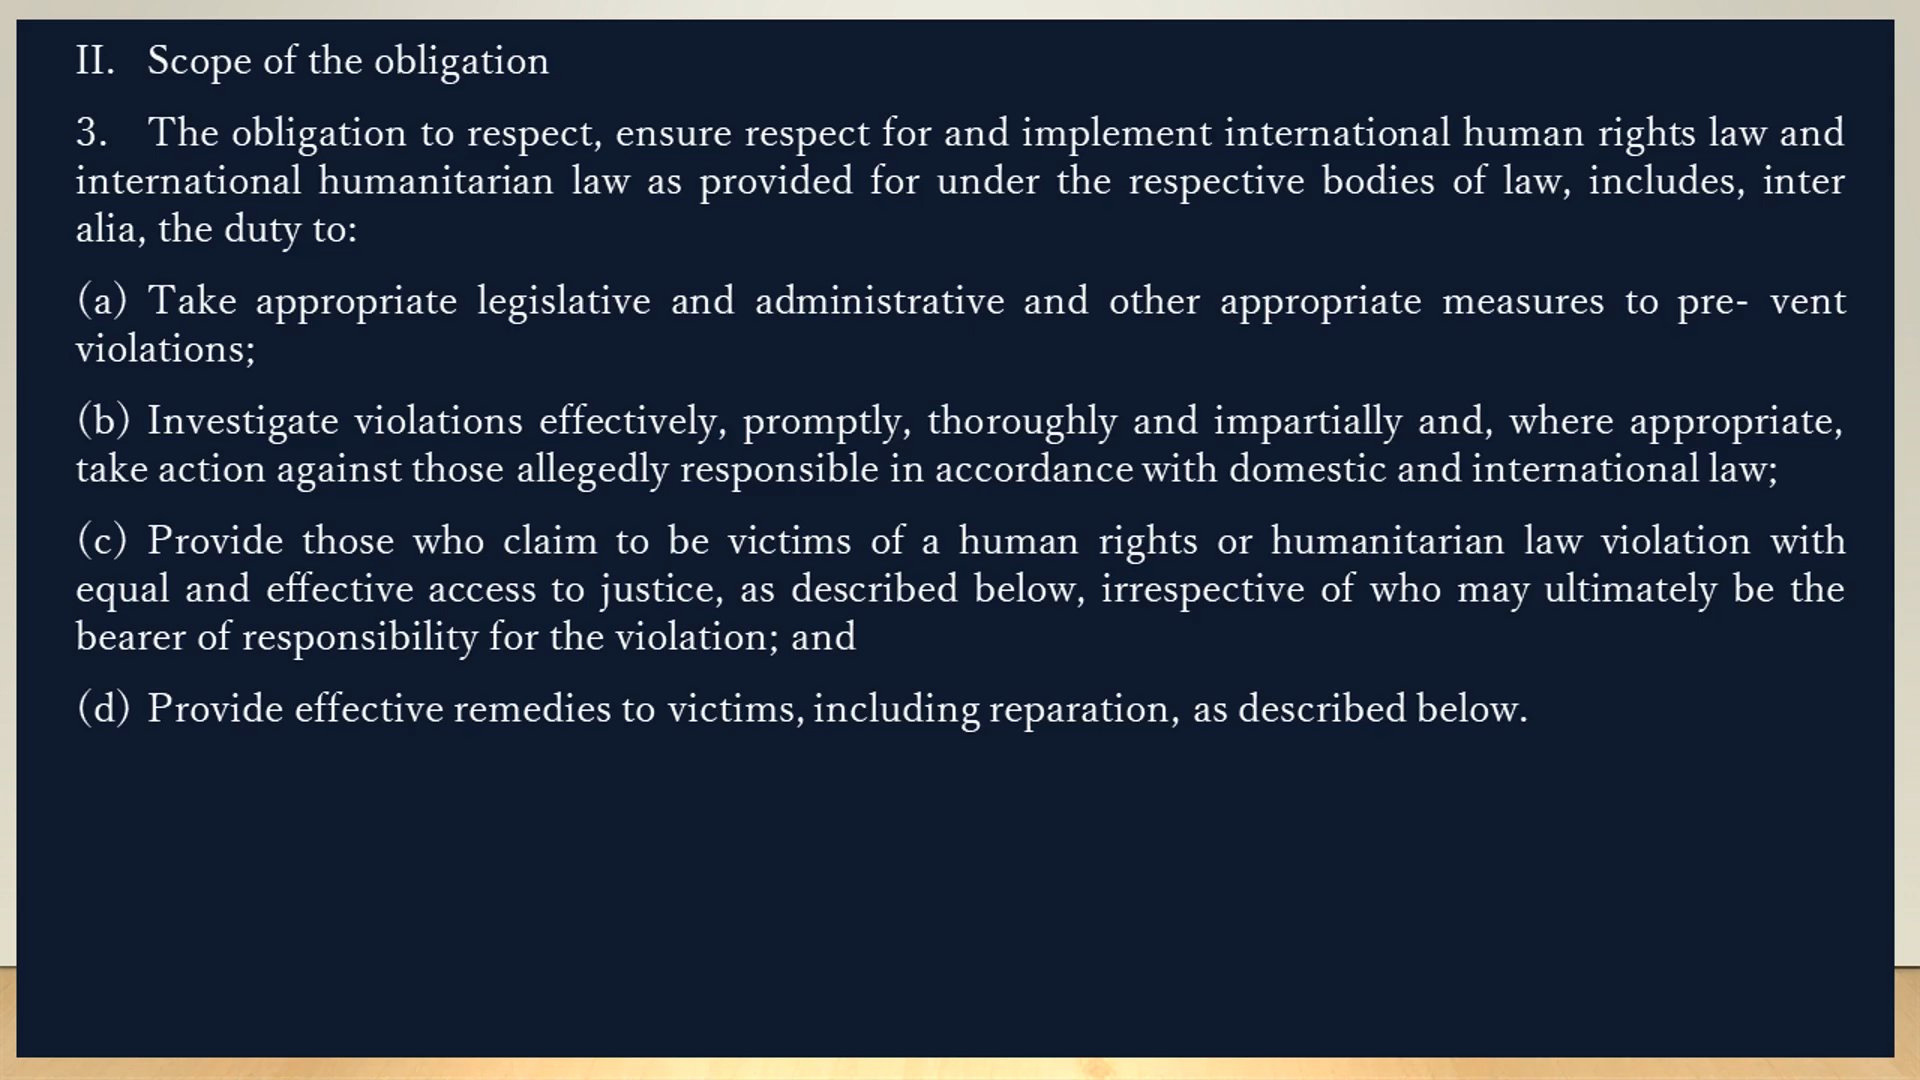 II. Scope of the obligation
3. The obligation to respect, ensure respect for and implement international human rights law and
international humanitarian law as provided for under the respective bodies of law, includes, inter
alia, the duty to:
(a) Take appropriate legislative and administrative and other appropriate measures to pre- vent
violations;
(b) Investigate violations effectively, promptly, thoroughly and impartially and, where appropriate,
take action against those allegedly responsible in accordance with domestic and international law;
(c) Provide those who claim to be victims of a human rights or humanitarian law violation with
equal and effective access to justice, as described below, irrespective of who may ultimately be the
bearer of responsibility for the violation; and
(d) Provide effective remedies to victims, including reparation, as described below.